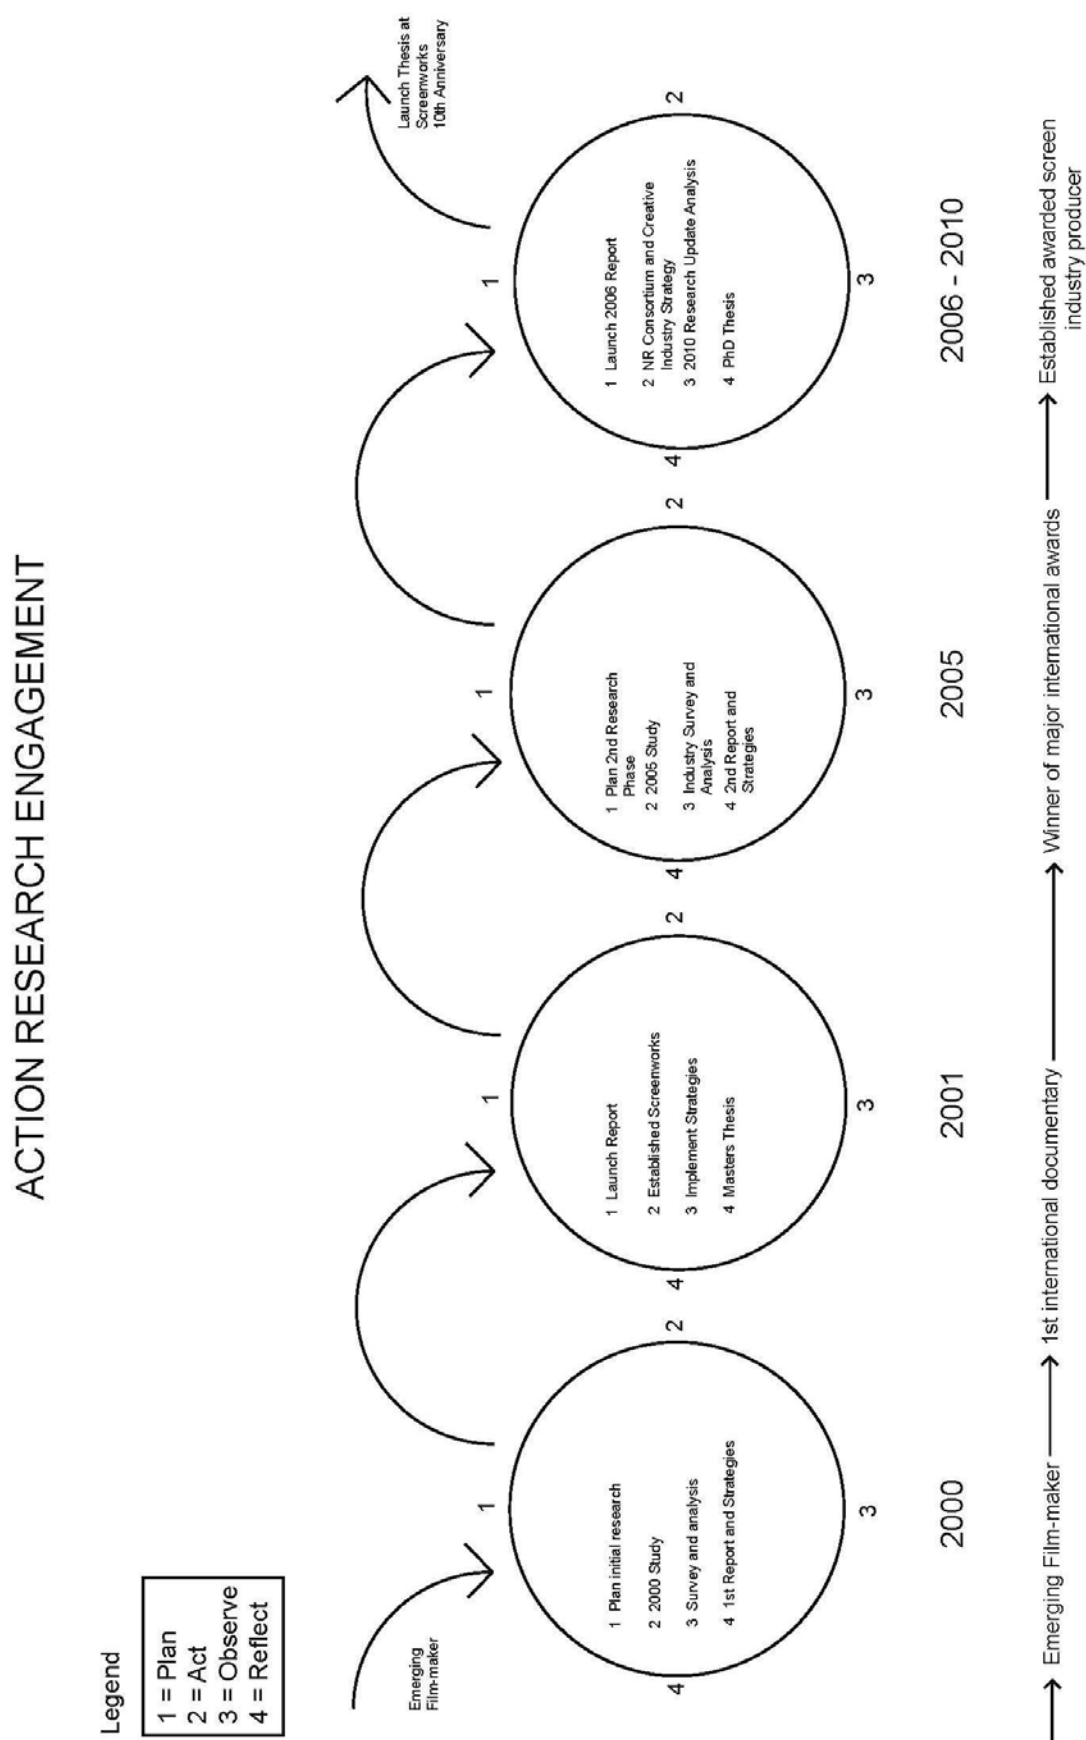 ACTION RESEARCH ENGAGEMENT
Legend
1 = Plan
2 = Act
3 = Observe
4 = Reflect
Emerging
Film-maker
Launch Thesis at
Screenworks
10th Anniversary
1
2
3
4
1 Plan initial research
2 2000 Study
3 Survey and analysis
4 1st Report and Strategies
1
2
3
4
1 Launch Report
2 Established Screenworks
3 Implement Strategies
4 Masters Thesis
1
2
3
4
1 Plan 2nd Research
Phase
2 2005 Study
3 Industry Survey and
Analysis
4 2nd Report and
Strategies
1
2
3
4
1 Launch 2006 Report
2 NR Consortium and Creative
Industry Strategy
3 2010 Research Update Analysis
4 PhD Thesis
2000
2001
2005
2006 - 2010
Emerging Film-maker
1st international documentary
Winner of major international awards
Established awarded screen
industry producer